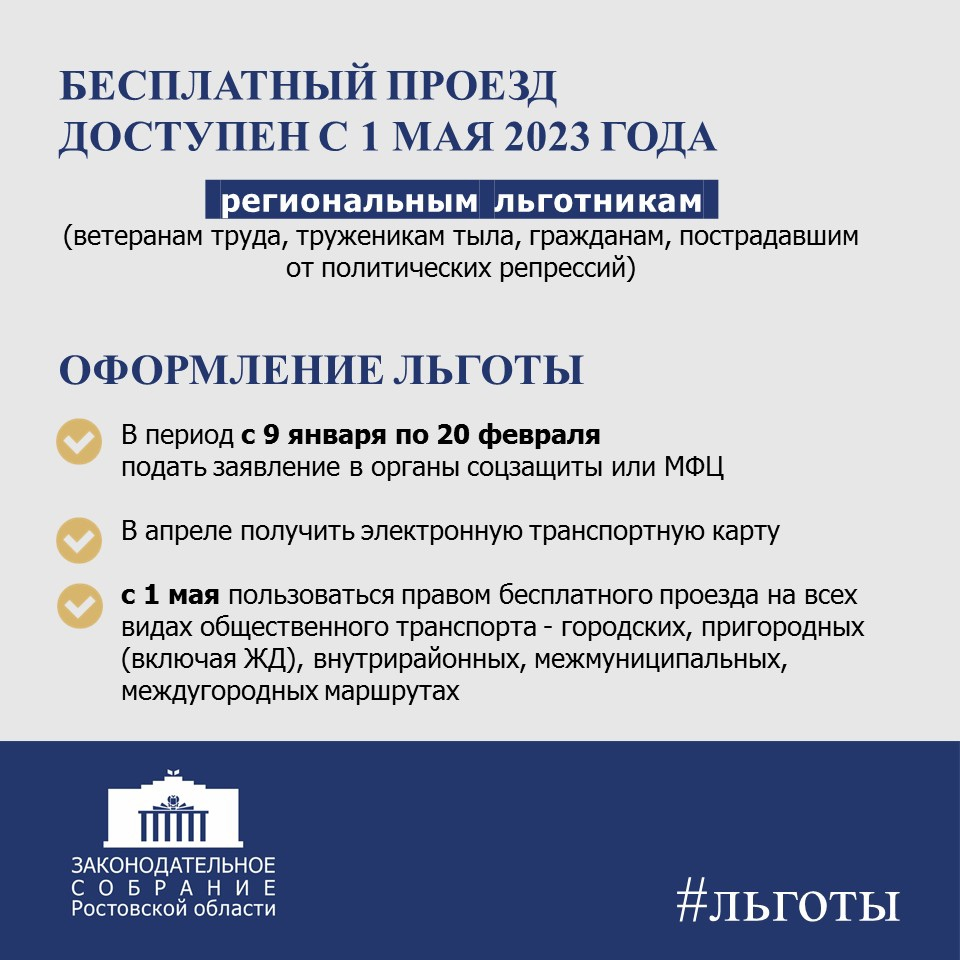 БЕСПЛАТНЫЙ ПРОЕЗД
ДОСТУПЕН С 1 МАЯ 2023 ГОДА
региональным льготникам
(ветеранам труда, труженикам тыла, гражданам, пострадавшим
от политических репрессий)
ОФОРМЛЕНИЕ ЛЬГОТЫ
В период с 9 января по 20 февраля
подать заявление в органы соцзащиты или МФЦ
В апреле получить электронную транспортную карту
с 1 мая пользоваться правом бесплатного проезда на всех
видах общественного транспорта - городских, пригородных
(включая ЖД), внутрирайонных, межмуниципальных,
междугородных маршрутах
ЗАКОНОДАТЕЛЬНОЕ
СОБРАНИЕ
Ростовской области
#льготы